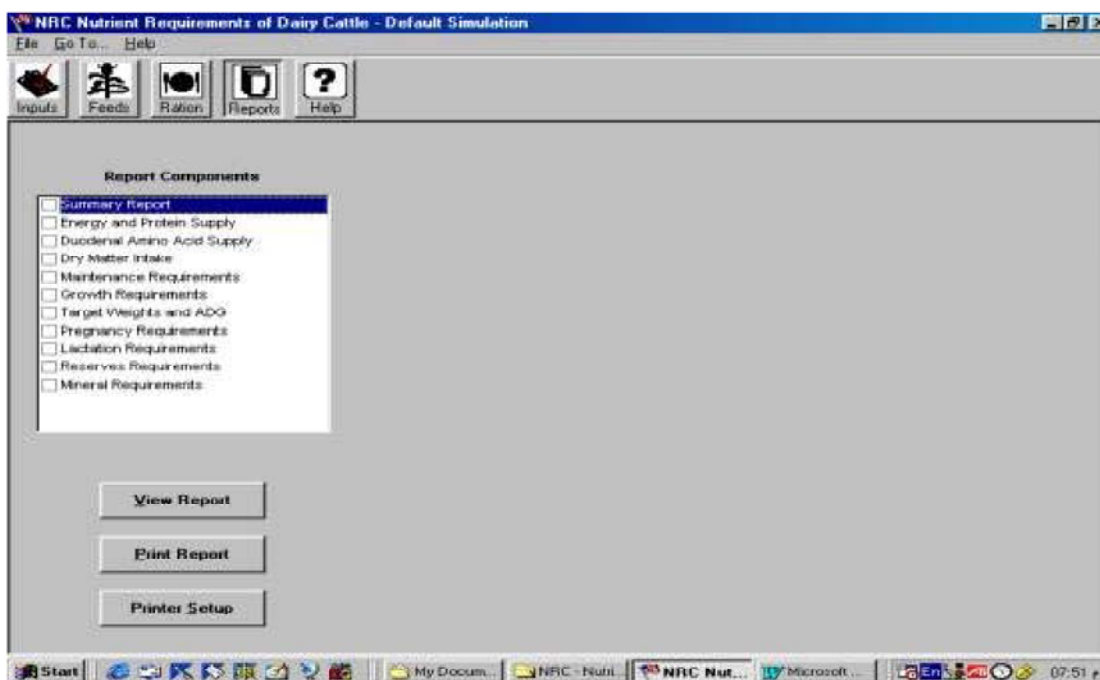 NRC Nutrient Requirements of Dairy Cattle - Default Simulation
File Go To... Help
Inputs Feeds Ration Reports Help
Report Components
Summary Report
Energy and Protein Supply
Duodenal Amino Acid Supply
Dry Matter Intake
Maintenance Requirements
Growth Requirements
Target Weights and ADG
Pregnancy Requirements
Lactation Requirements
Reserves Requirements
Mineral Requirements
View Report
Print Report
Printer Setup
Start My Docum... NRC - Nutri... NRC Nut... Microsoft ... En 07:51 م